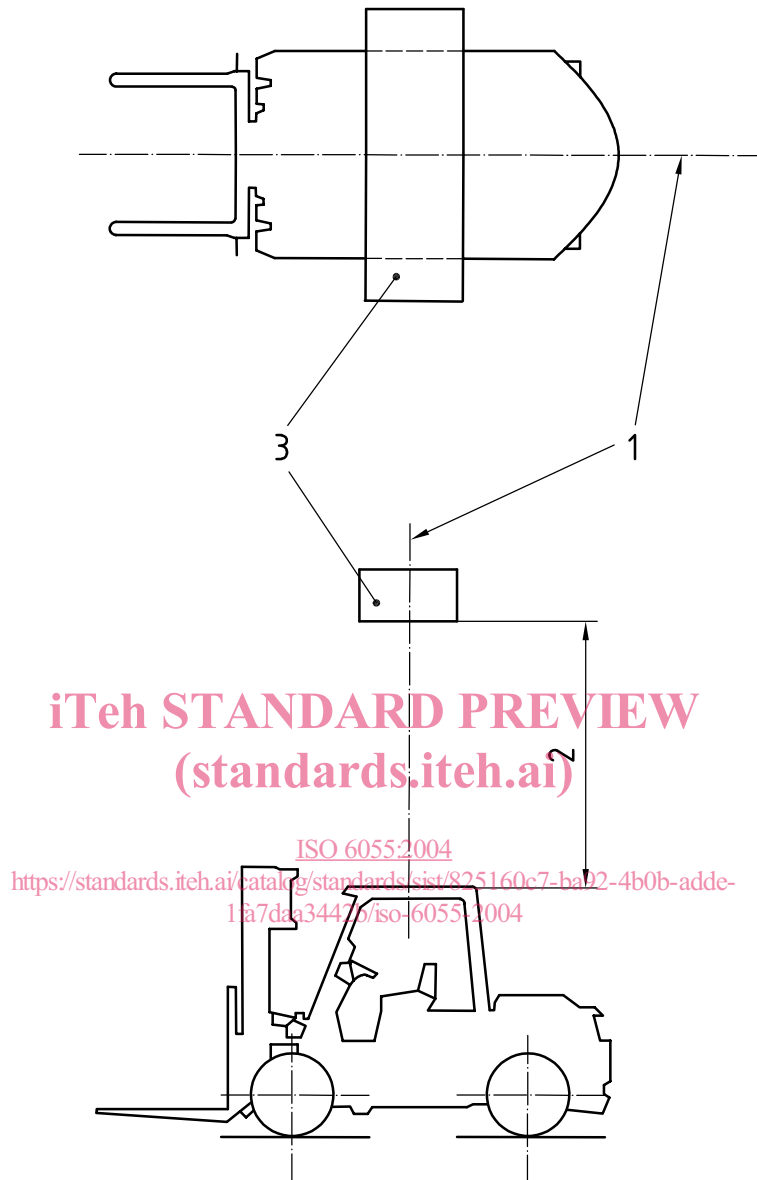 3
1
iTeh STANDARD PREVIEW
2
(standards.iteh.ai)
ISO 6055:2004
https://standards.iteh.ai/catalog/standards/sist/825160c7-ba92-4b0b-adde-
1fa7daa3442b/iso-6055-2004